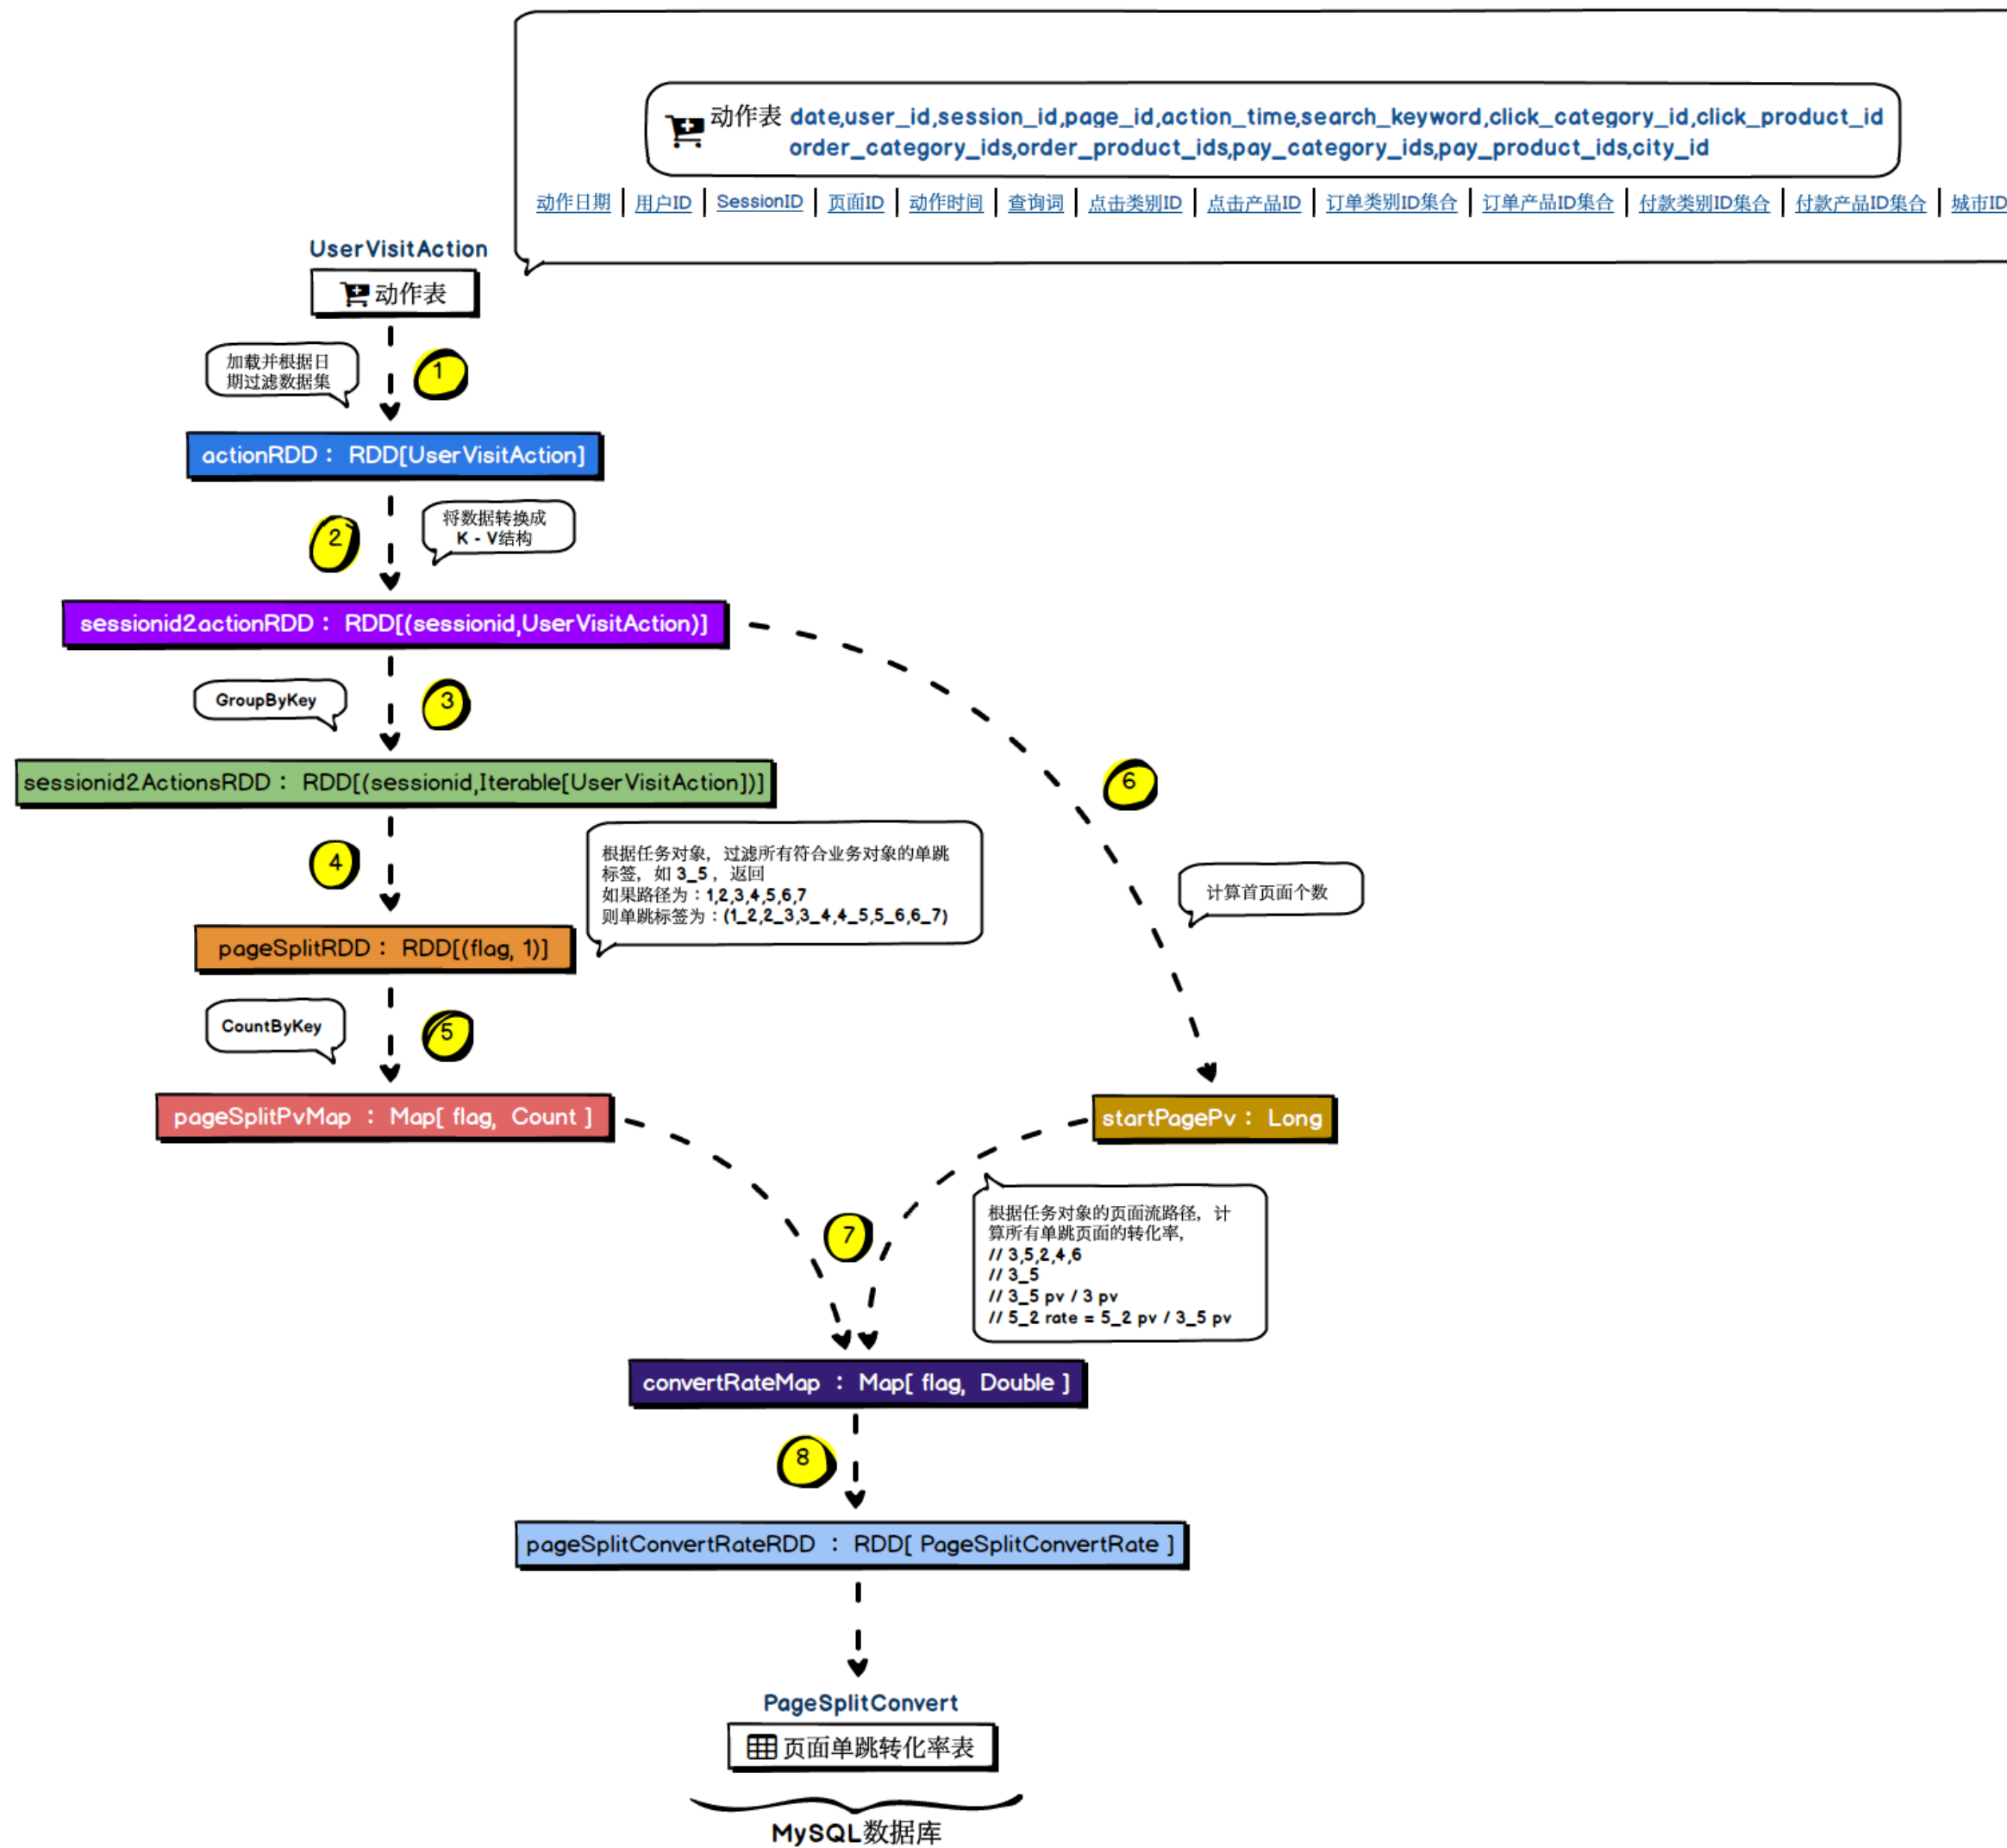 动作表 date,user_id,session_id,page_id,action_time,search_keyword,click_category_id,click_product_id
order_category_ids,order_product_ids,pay_category_ids,pay_product_ids,city_id
动作日期 | 用户ID | SessionID | 页面ID | 动作时间 | 查询词 | 点击类别ID | 点击产品ID | 订单类别ID集合 | 订单产品ID集合 | 付款类别ID集合 | 付款产品ID集合 | 城市ID
UserVisitAction
动作表
加载并根据日
期过滤数据集
1
actionRDD： RDD[UserVisitAction]
2
将数据转换成
K - V结构
sessionid2actionRDD： RDD[(sessionid,UserVisitAction)]
GroupByKey
3
sessionid2ActionsRDD： RDD[(sessionid,Iterable[UserVisitAction])]
6
4
根据任务对象，过滤所有符合业务对象的单跳
标签，如 3_5 ，返回
如果路径为：1,2,3,4,5,6,7
则单跳标签为：(1_2,2_3,3_4,4_5,5_6,6_7)
计算首页面个数
pageSplitRDD： RDD[(flag, 1)]
CountByKey
5
pageSplitPvMap ： Map[ flag, Count ]
startPagePv： Long
7
根据任务对象的页面流路径，计
算所有单跳页面的转化率，
// 3,5,2,4,6
// 3_5
// 3_5 pv / 3 pv
// 5_2 rate = 5_2 pv / 3_5 pv
convertRateMap ： Map[ flag, Double ]
8
pageSplitConvertRateRDD ： RDD[ PageSplitConvertRate ]
PageSplitConvert
页面单跳转化率表
MySQL数据库